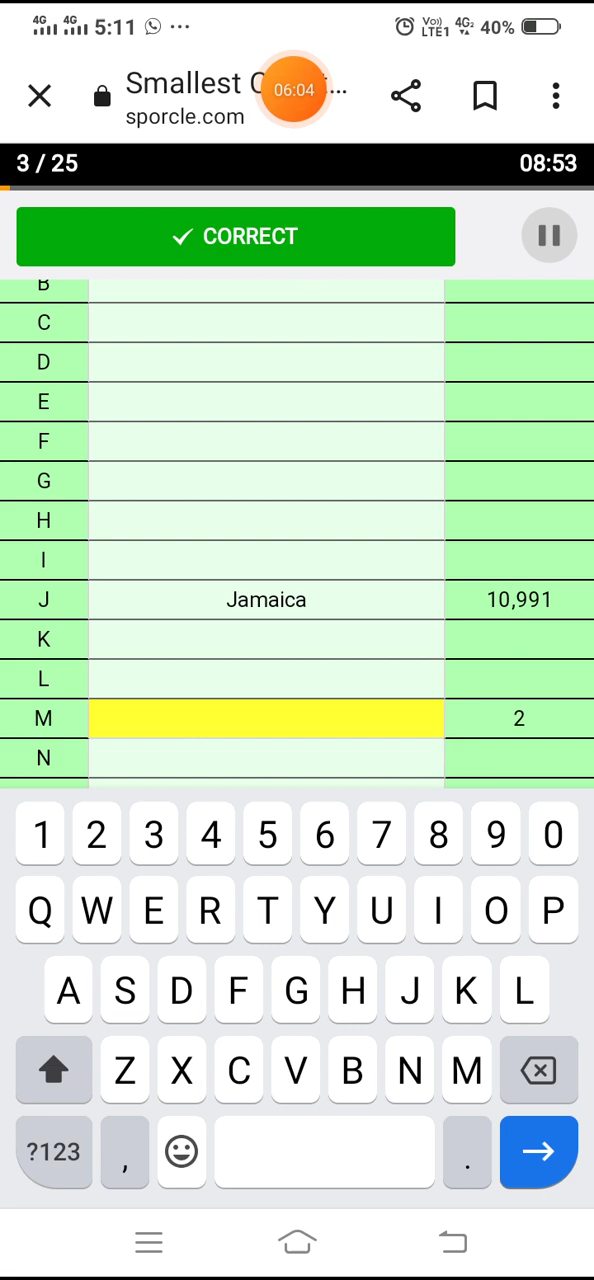 4G 4G 5:11 ... Vo) LTE1 4G2 40%
Smallest C
06:04
...
sporcle.com
3 / 25 08:53
CORRECT
B
C
D
E
F
G
H
I
J Jamaica 10,991
K
L
M 2
N
1 2 3 4 5 6 7 8 9 0
Q W E R T Y U I O P
A S D F G H J K L
Z X C V B N M
?123 , .